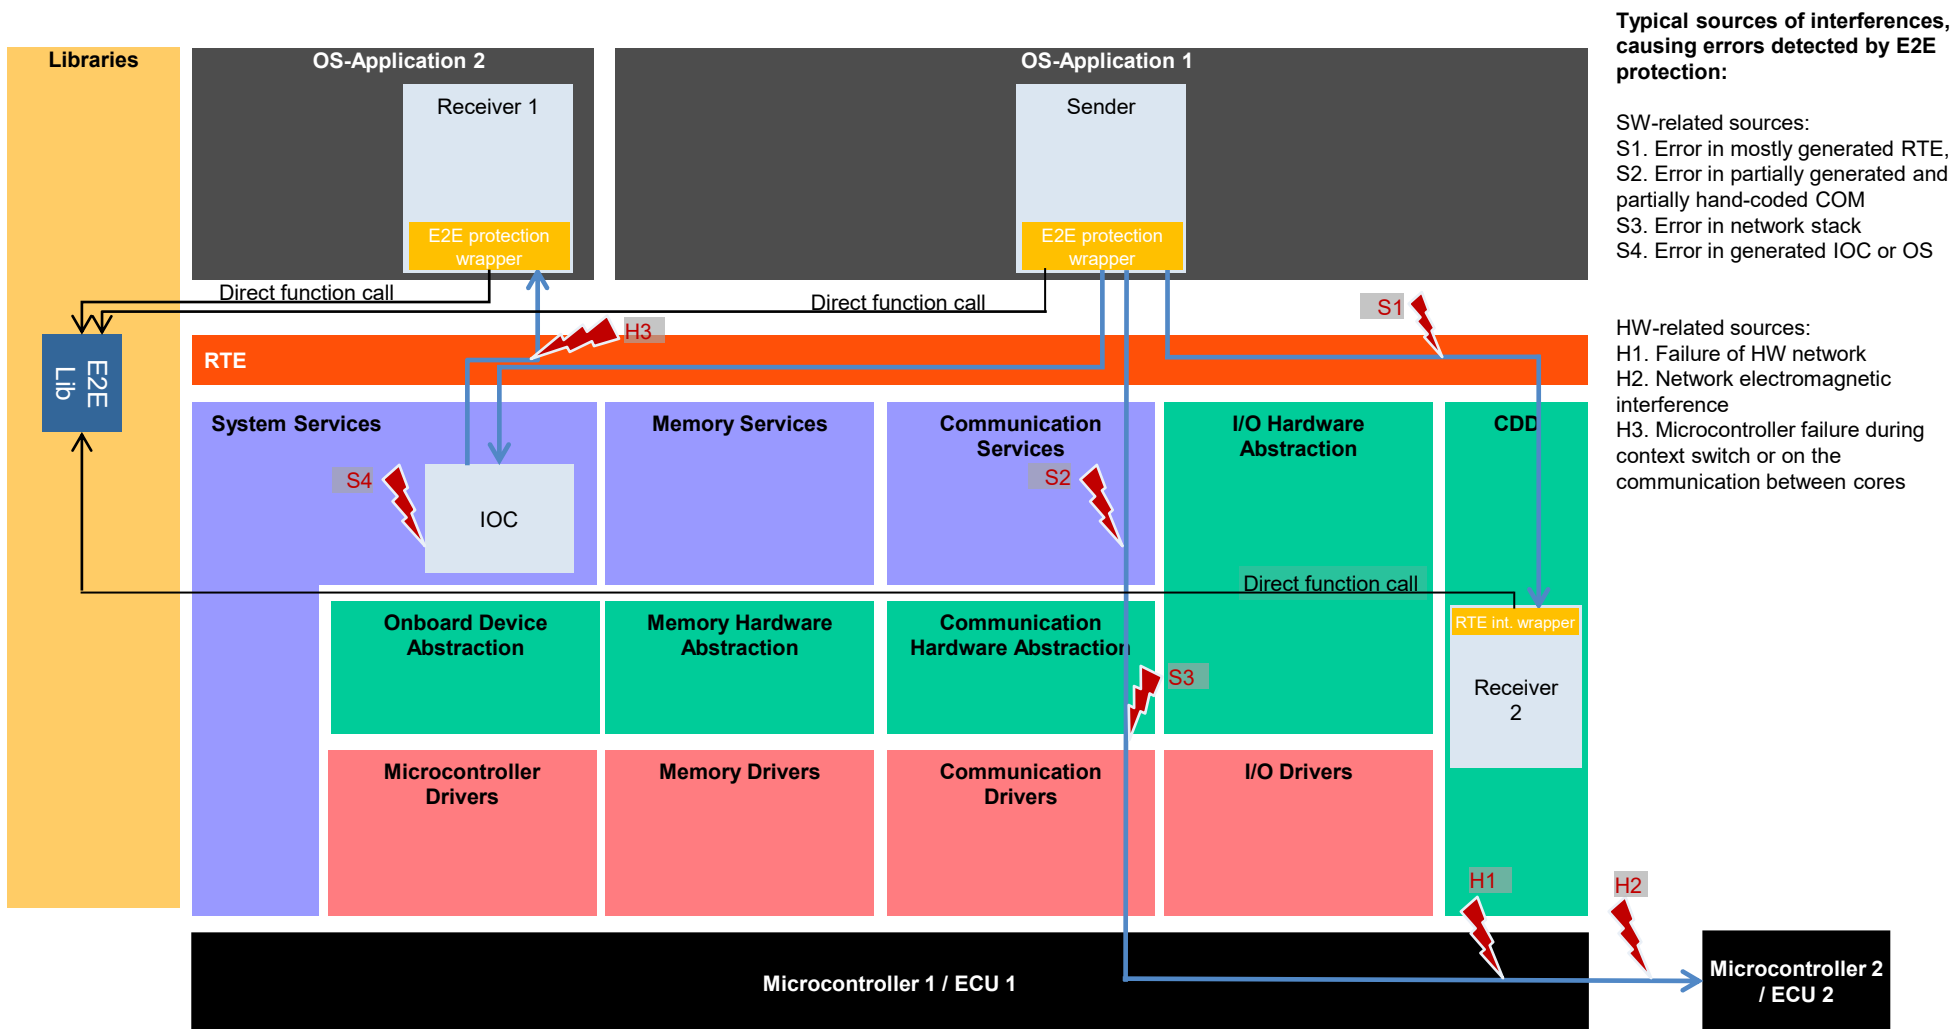 Libraries
OS-Application 2
OS-Application 1
Receiver 1
Sender
E2E protection
wrapper
E2E protection
wrapper
Direct function call
Direct function call
S1
H3
RTE
E2E
Lib
System Services
Memory Services
Communication
Services
I/O Hardware
Abstraction
CDD
S4
S2
IOC
Direct function call
Onboard Device
Abstraction
Memory Hardware
Abstraction
Communication
Hardware Abstraction
RTE int. wrapper
S3
Receiver
2
Microcontroller
Drivers
Memory Drivers
Communication
Drivers
I/O Drivers
H1
H2
Microcontroller 1 / ECU 1
Microcontroller 2
/ ECU 2
Typical sources of interferences,
causing errors detected by E2E
protection:
SW-related sources:
S1. Error in mostly generated RTE,
S2. Error in partially generated and
partially hand-coded COM
S3. Error in network stack
S4. Error in generated IOC or OS
HW-related sources:
H1. Failure of HW network
H2. Network electromagnetic
interference
H3. Microcontroller failure during
context switch or on the
communication between cores